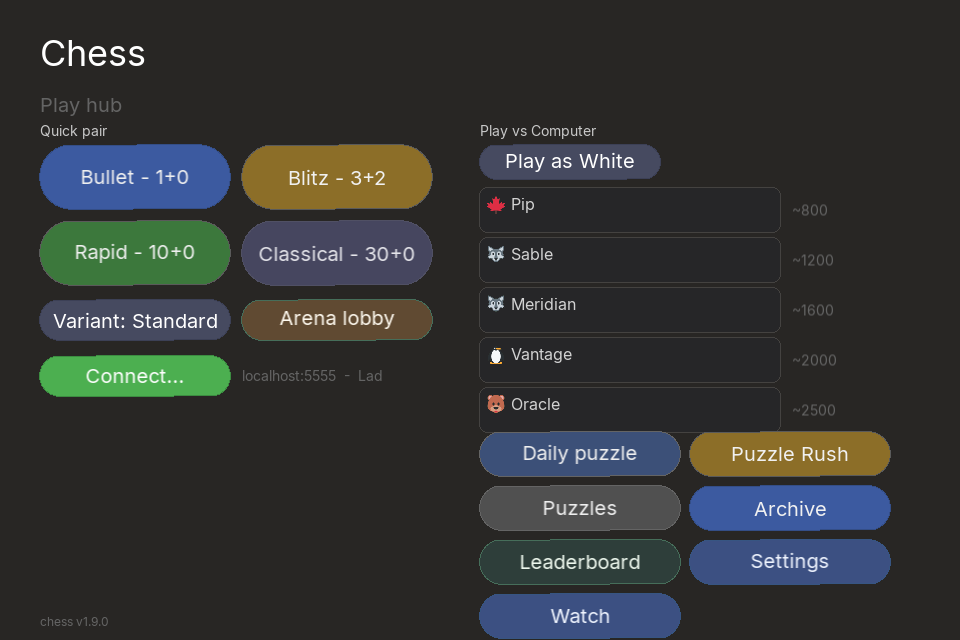 Chess
Play hub
Quick pair
Bullet - 1+0
Blitz - 3+2
Rapid - 10+0
Classical - 30+0
Variant: Standard
Arena lobby
Connect...
localhost:5555 - Lad
Play vs Computer
Play as White
Pip ~800
Sable ~1200
Meridian ~1600
Vantage ~2000
Oracle ~2500
Daily puzzle
Puzzle Rush
Puzzles
Archive
Leaderboard
Settings
Watch
chess v1.9.0